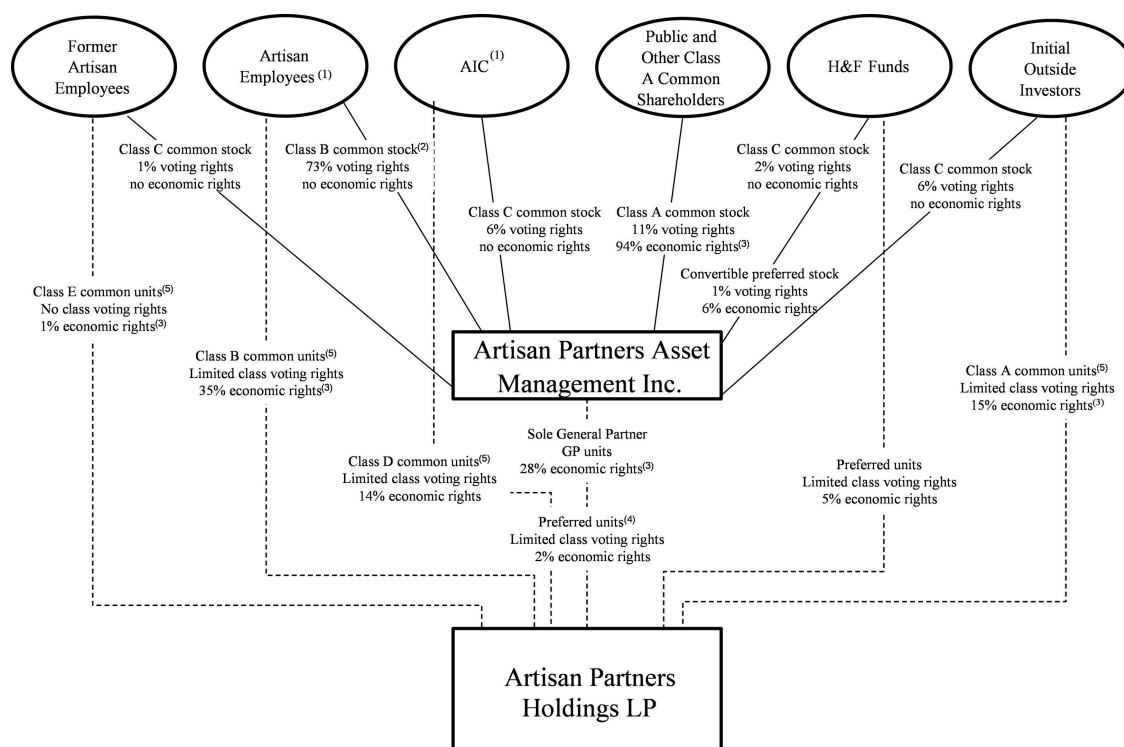 Former
Artisan
Employees
Artisan
Employees (1)
AIC(1)
Public and
Other Class
A Common
Shareholders
H&F Funds
Initial
Outside
Investors
Class C common stock
1% voting rights
no economic rights
Class B common stock(2)
73% voting rights
no economic rights
Class C common stock
6% voting rights
no economic rights
Class A common stock
11% voting rights
94% economic rights(3)
Class C common stock
2% voting rights
no economic rights
Convertible preferred stock
1% voting rights
6% economic rights
Class C common stock
6% voting rights
no economic rights
Class E common units(5)
No class voting rights
1% economic rights(3)
Class B common units(5)
Limited class voting rights
35% economic rights(3)
Artisan Partners Asset
Management Inc.
Class A common units(5)
Limited class voting rights
15% economic rights(3)
Class D common units(5)
Limited class voting rights
14% economic rights
Sole General Partner
GP units
28% economic rights(3)
Preferred units
Limited class voting rights
5% economic rights
Preferred units(4)
Limited class voting rights
2% economic rights
Artisan Partners
Holdings LP